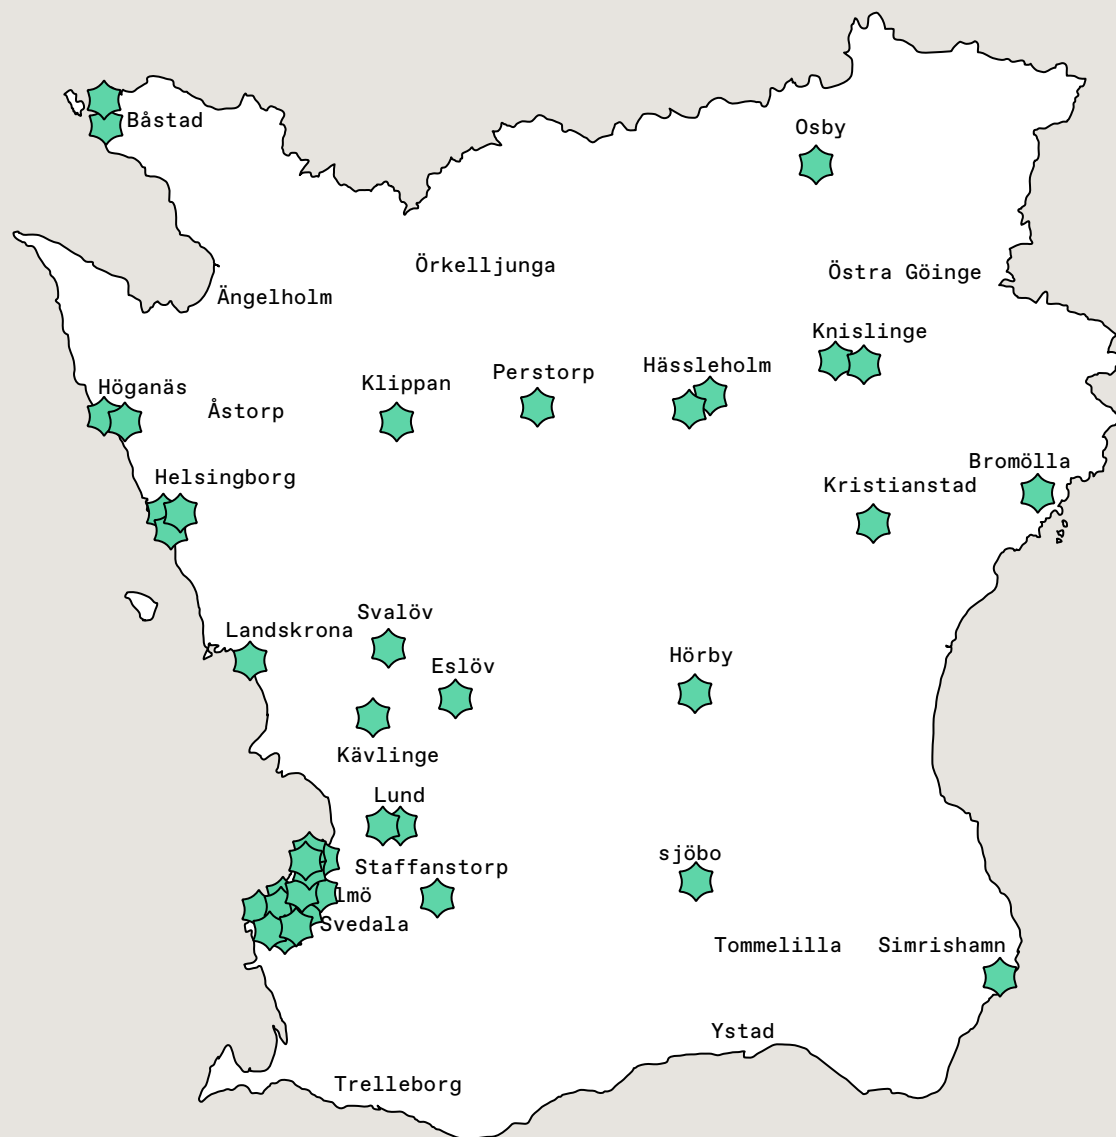 Båstad
Osby
Örkelljunga
Östra Göinge
Ängelholm
Knislinge
Hässleholm
Perstorp
Klippan
Höganäs
Åstorp
Bromölla
Helsingborg
Kristianstad
Svalöv
Landskrona
Hörby
Eslöv
Kävlinge
Lund
sjöbo
Staffanstorp
lmö
Svedala
Tommelilla
Simrishamn
Ystad
Trelleborg